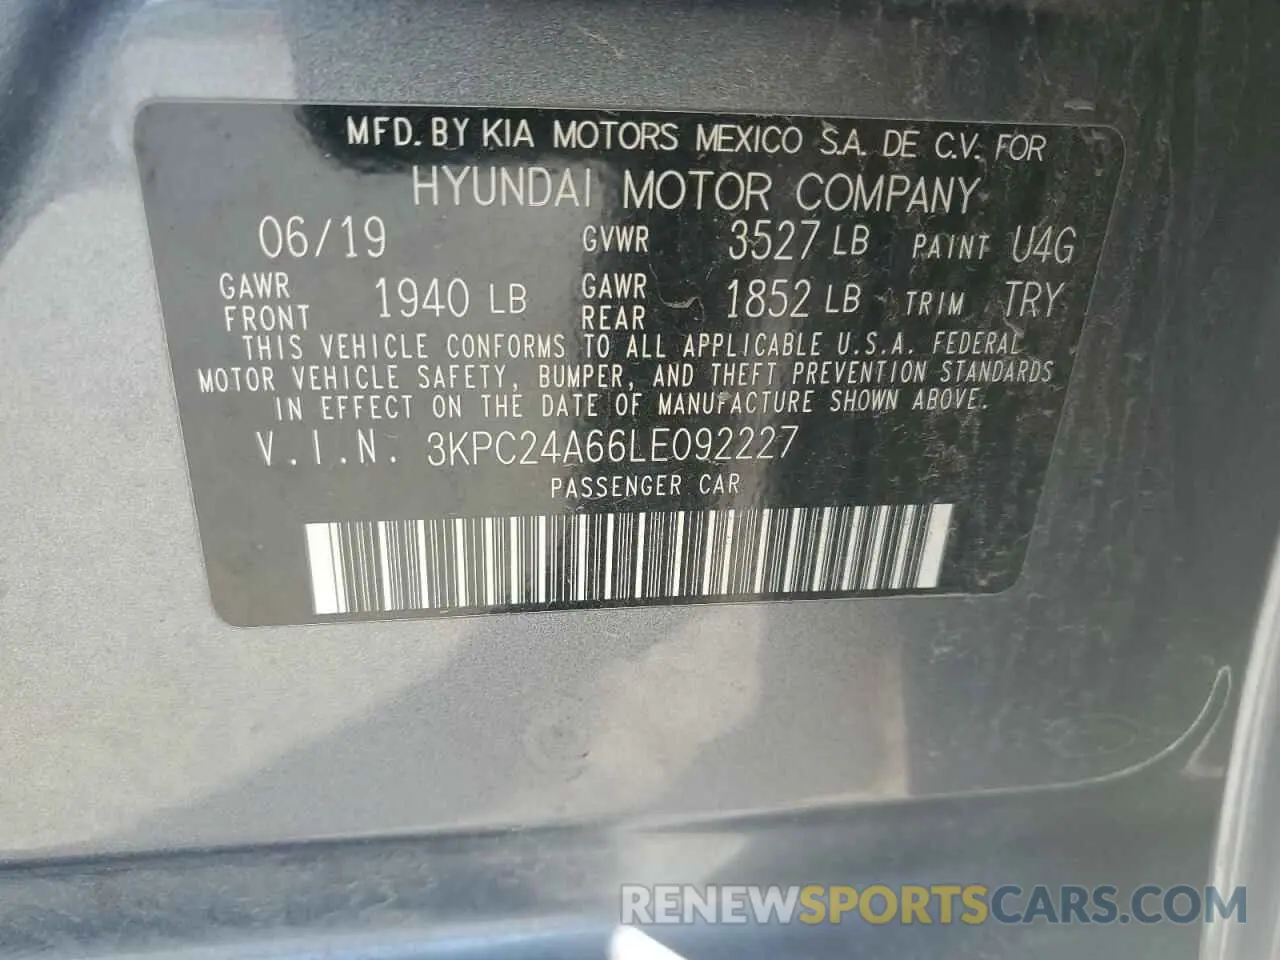 MFD. BY KIA MOTORS MEXICO S.A. DE C.V. FOR
HYUNDAI MOTOR COMPANY
06/19 GVWR 3527 LB PAINT U4G
GAWR FRONT 1940 LB GAWR REAR 1852 LB TRIM TRY
THIS VEHICLE CONFORMS TO ALL APPLICABLE U.S.A. FEDERAL
MOTOR VEHICLE SAFETY, BUMPER, AND THEFT PREVENTION STANDARDS
IN EFFECT ON THE DATE OF MANUFACTURE SHOWN ABOVE.
V.I.N. 3KPC24A66LE092227
PASSENGER CAR
RENEWSPORTSCARS.COM